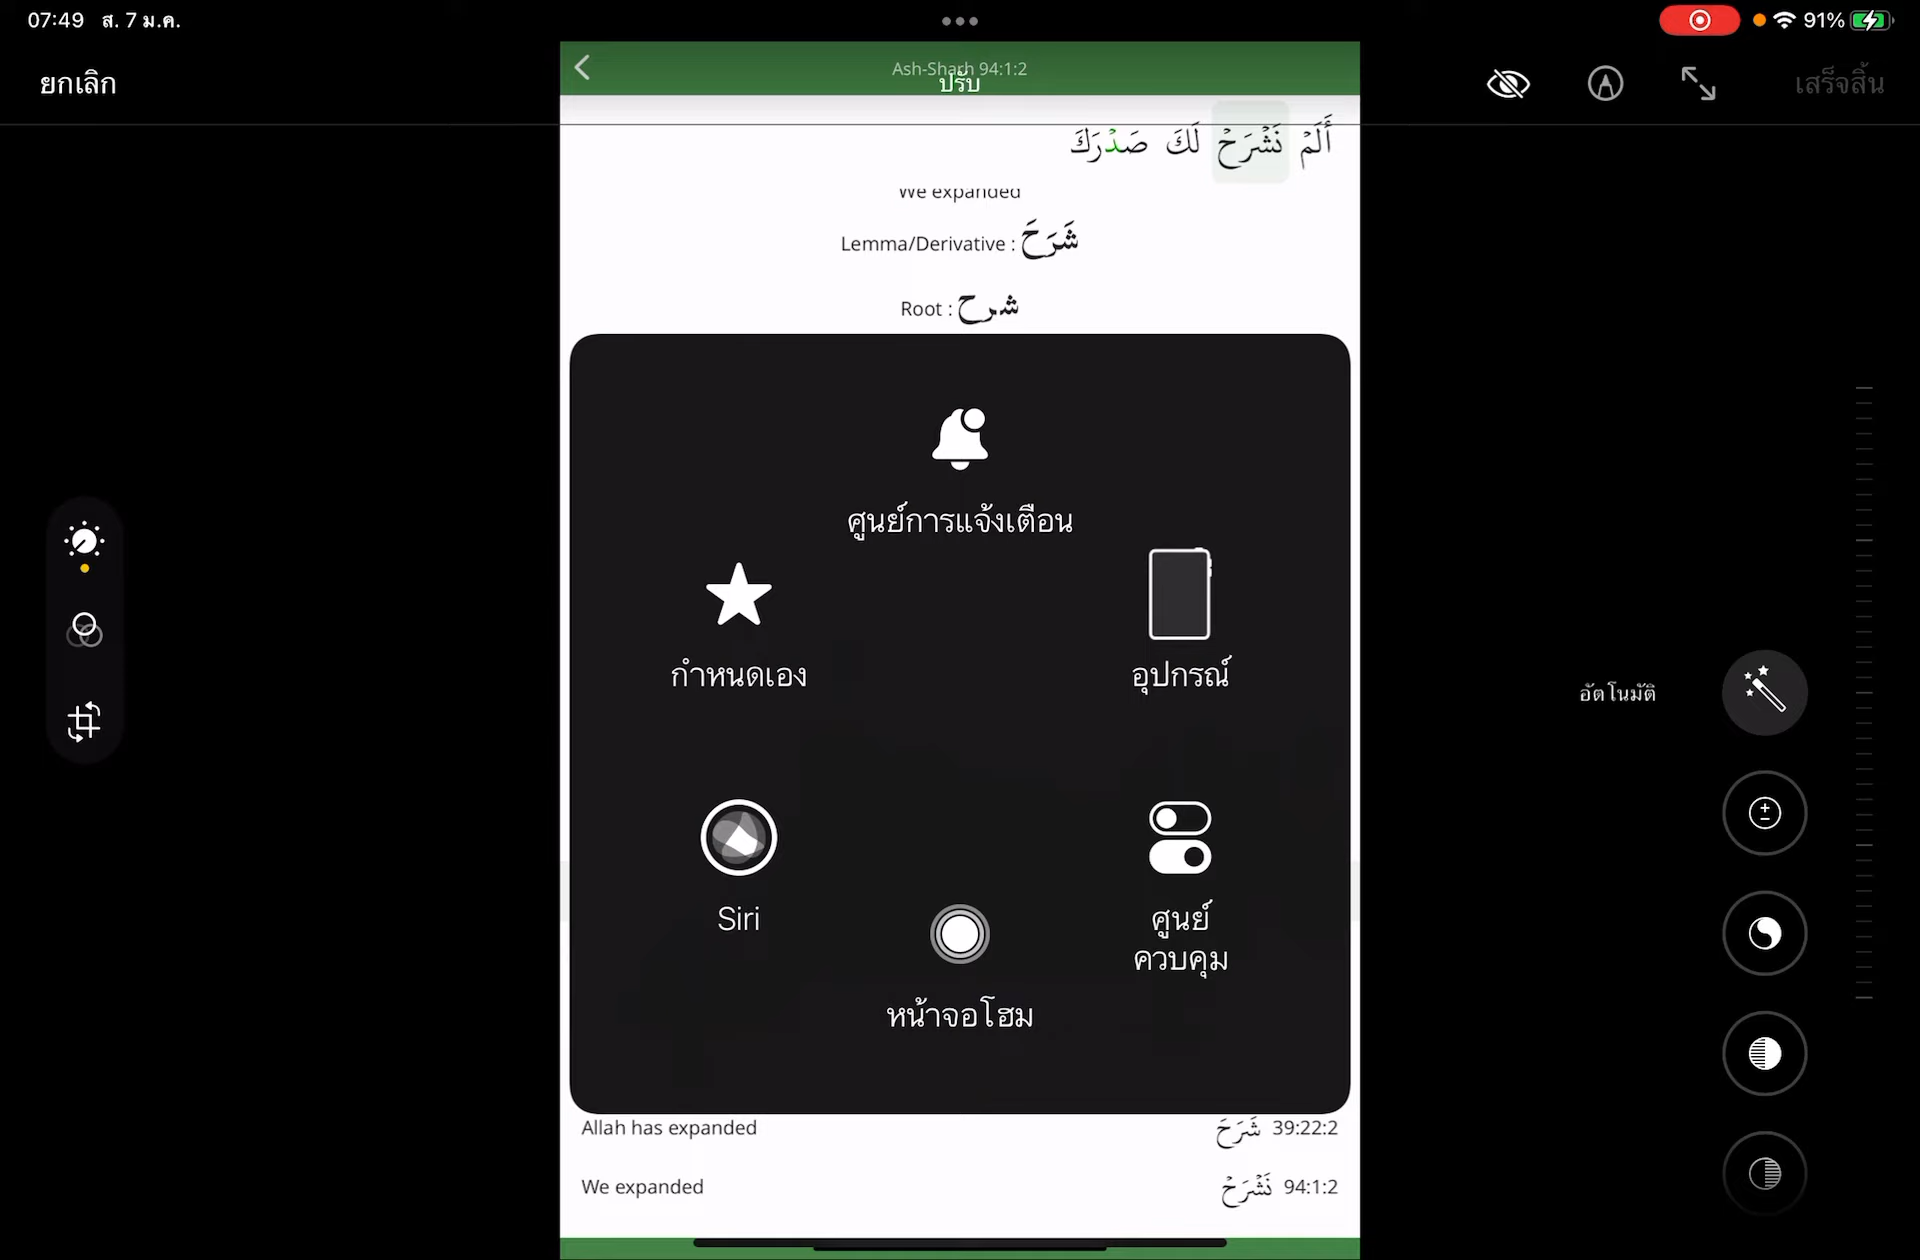 07:49 ส. 7 ม.ค.
91%
ยกเลิก
Ash-Sharh 94:1:2
ปรับ
เสร็จสิ้น
أَلَمْ نَشْرَحْ لَكَ صَدْرَكَ
We expanded
Lemma/Derivative : شَرَحَ
Root : شرح
ศูนย์การแจ้งเตือน
กำหนดเอง
อุปกรณ์
อัตโนมัติ
Siri
ศูนย์
ควบคุม
หน้าจอโฮม
Allah has expanded شَرَحَ 39:22:2
We expanded نَشْرَحْ 94:1:2